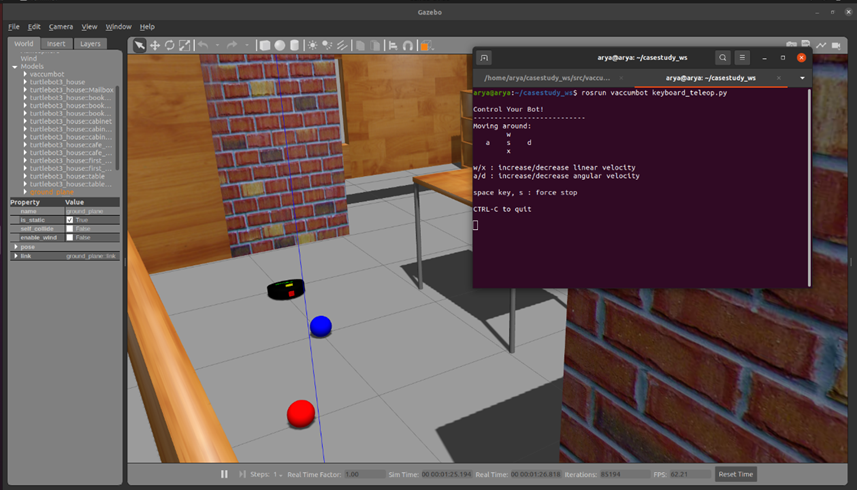 Gazebo
File Edit Camera View Window Help
World Insert Layers
Wind
Models
vaccumbot
turtlebot3_house
turtlebot3_house::Mailbox
turtlebot3_house::book...
turtlebot3_house::book...
turtlebot3_house::book...
turtlebot3_house::cabinet
turtlebot3_house::cabin...
turtlebot3_house::cabin...
turtlebot3_house::cafe_...
turtlebot3_house::cafe_...
turtlebot3_house::first_...
turtlebot3_house::first_...
turtlebot3_house::table
turtlebot3_house::table...
ground_plane
Property Value
name ground_plane
is_static True
self_collide False
enable_wind False
pose
link ground_plane::link
arya@arya: ~/casestudy_ws
/home/arya/casestudy_ws/src/vaccu...
arya@arya: ~/casestudy_ws
arya@arya:~/casestudy_ws$ rosrun vaccumbot keyboard_teleop.py
Control Your Bot!
---------------------------
Moving around:
w
a s d
x
w/x : increase/decrease linear velocity
a/d : increase/decrease angular velocity
space key, s : force stop
CTRL-C to quit
Steps: 1 Real Time Factor: 1.00 Sim Time: 00 00:01:25.194 Real Time: 00 00:01:26.818 Iterations: 85194 FPS: 62.21 Reset Time